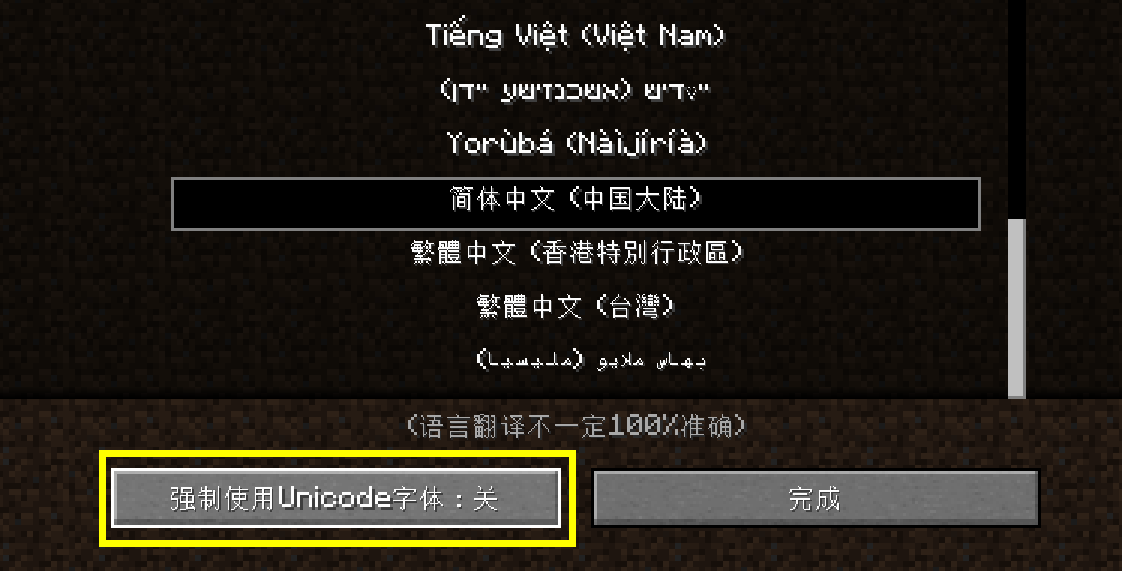 Tiếng Việt (Việt Nam)
ייִדיש (אשכנזישע יידן)
Yorùbá (Nàìjíríà)
简体中文（中国大陆）
繁體中文（香港特別行政區）
繁體中文（台灣）
بهاس ملايو (مليسيا)
（语言翻译不一定100%准确）
强制使用Unicode字体：关
完成